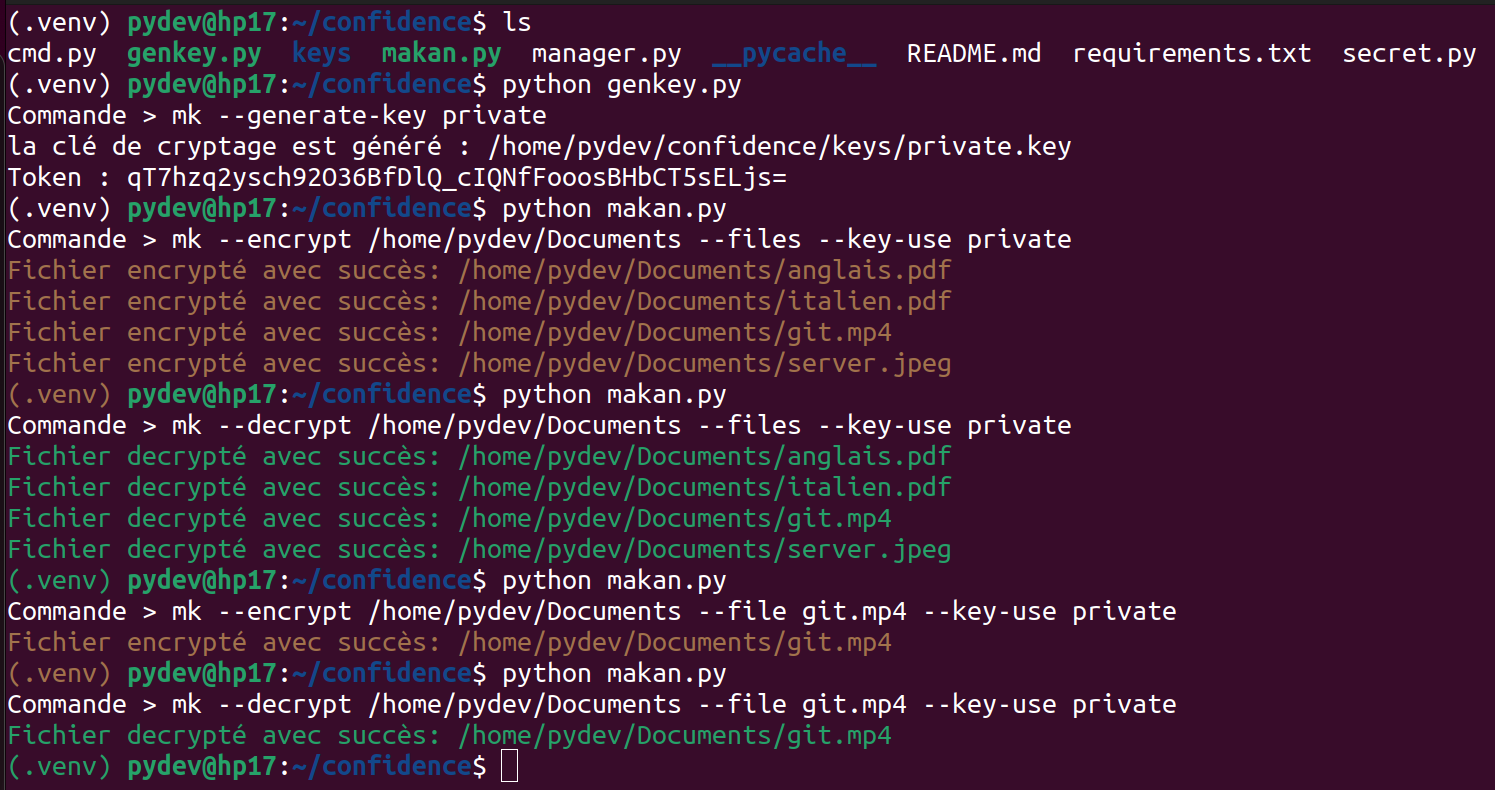 (.venv) pydev@hp17:~/confidence$ ls
cmd.py  genkey.py  keys  makan.py  manager.py  __pycache__  README.md  requirements.txt  secret.py
(.venv) pydev@hp17:~/confidence$ python genkey.py
Commande > mk --generate-key private
la clé de cryptage est généré : /home/pydev/confidence/keys/private.key
Token : qT7hzq2ysch92O36BfDlQ_cIQNfFooosBHbCT5sELjs=
(.venv) pydev@hp17:~/confidence$ python makan.py
Commande > mk --encrypt /home/pydev/Documents --files --key-use private
Fichier encrypté avec succès: /home/pydev/Documents/anglais.pdf
Fichier encrypté avec succès: /home/pydev/Documents/italien.pdf
Fichier encrypté avec succès: /home/pydev/Documents/git.mp4
Fichier encrypté avec succès: /home/pydev/Documents/server.jpeg
(.venv) pydev@hp17:~/confidence$ python makan.py
Commande > mk --decrypt /home/pydev/Documents --files --key-use private
Fichier decrypté avec succès: /home/pydev/Documents/anglais.pdf
Fichier decrypté avec succès: /home/pydev/Documents/italien.pdf
Fichier decrypté avec succès: /home/pydev/Documents/git.mp4
Fichier decrypté avec succès: /home/pydev/Documents/server.jpeg
(.venv) pydev@hp17:~/confidence$ python makan.py
Commande > mk --encrypt /home/pydev/Documents --file git.mp4 --key-use private
Fichier encrypté avec succès: /home/pydev/Documents/git.mp4
(.venv) pydev@hp17:~/confidence$ python makan.py
Commande > mk --decrypt /home/pydev/Documents --file git.mp4 --key-use private
Fichier decrypté avec succès: /home/pydev/Documents/git.mp4
(.venv) pydev@hp17:~/confidence$